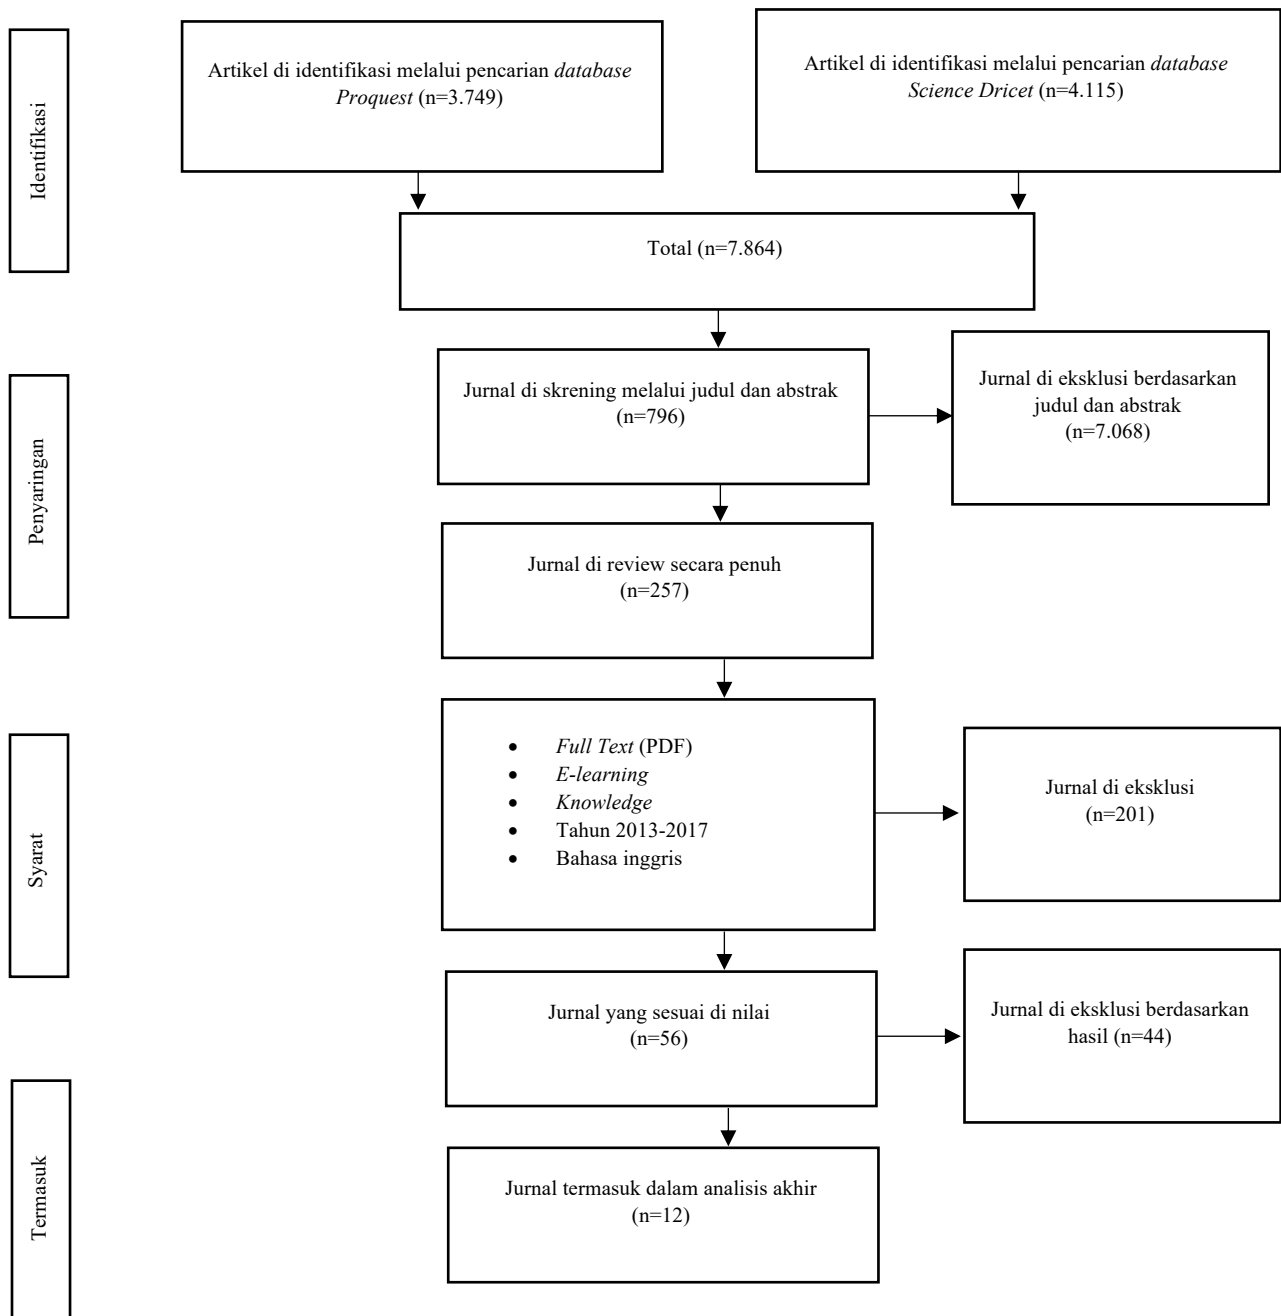 Identifikasi
Artikel di identifikasi melalui pencarian database
Proquest (n=3.749)
Artikel di identifikasi melalui pencarian database
Science Dricet (n=4.115)
Total (n=7.864)
Penyaringan
Jurnal di skrening melalui judul dan abstrak
(n=796)
Jurnal di eksklusi berdasarkan
judul dan abstrak
(n=7.068)
Jurnal di review secara penuh
(n=257)
Syarat
• Full Text (PDF)
• E-learning
• Knowledge
• Tahun 2013-2017
• Bahasa inggris
Jurnal di eksklusi
(n=201)
Jurnal yang sesuai di nilai
(n=56)
Jurnal di eksklusi berdasarkan
hasil (n=44)
Termasuk
Jurnal termasuk dalam analisis akhir
(n=12)